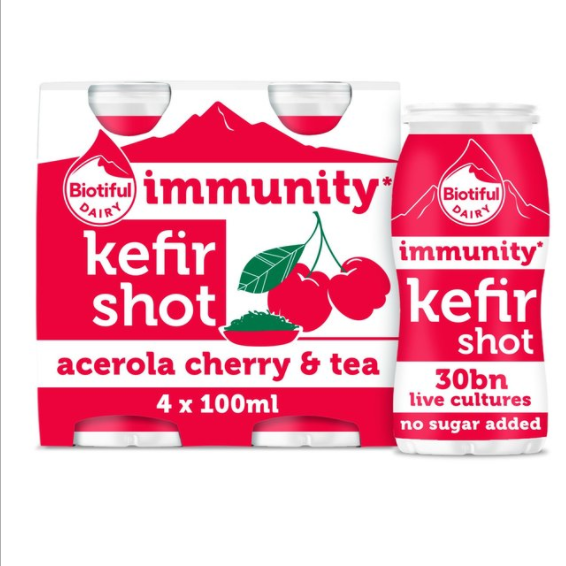 Biotiful
DAIRY
immunity*
kefir
shot
acerola cherry & tea
4 x 100ml
Biotiful
DAIRY
immunity*
kefir
shot
30bn
live cultures
no sugar added